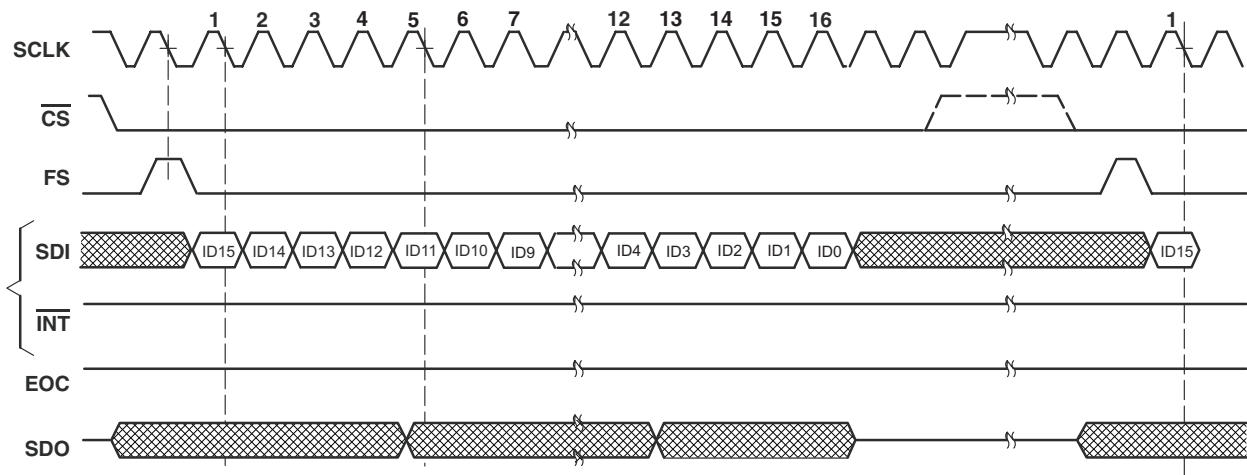 1 2 3 4 5 6 7 12 13 14 15 16 1
SCLK
CS
FS
SDI ID15 ID14 ID13 ID12 ID11 ID10 ID9 ID4 ID3 ID2 ID1 ID0 ID15
INT
EOC
SDO